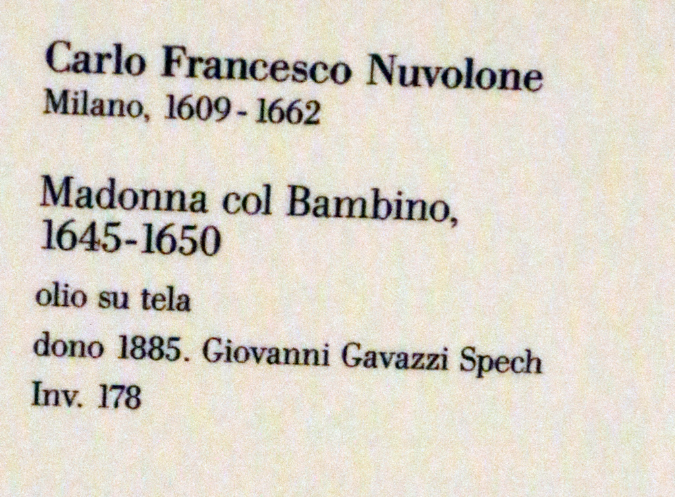 Carlo Francesco Nuvolone
Milano, 1609-1662
Madonna col Bambino,
1645-1650
olio su tela
dono 1885. Giovanni Gavazzi Spech
Inv. 178